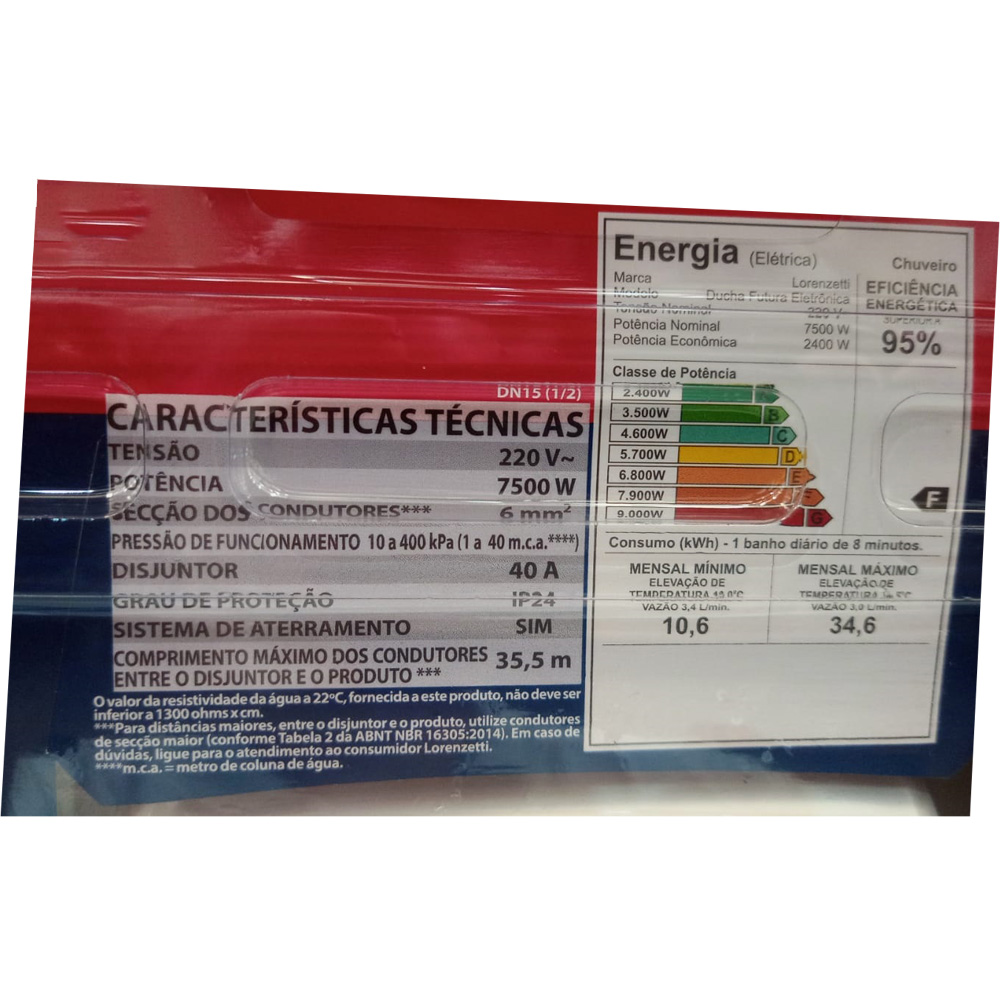 DN15 (1/2)
CARACTERÍSTICAS TÉCNICAS
TENSÃO 220 V~
POTÊNCIA 7500 W
SECÇÃO DOS CONDUTORES*** 6 mm²
PRESSÃO DE FUNCIONAMENTO 10 a 400 kPa (1 a 40 m.c.a.****)
DISJUNTOR 40 A
GRAU DE PROTEÇÃO IP24
SISTEMA DE ATERRAMENTO SIM
COMPRIMENTO MÁXIMO DOS CONDUTORES
ENTRE O DISJUNTOR E O PRODUTO *** 35,5 m
O valor da resistividade da água a 22ºC, fornecida a este produto, não deve ser
inferior a 1300 ohms x cm.
***Para distâncias maiores, entre o disjuntor e o produto, utilize condutores
de secção maior (conforme Tabela 2 da ABNT NBR 16305:2014). Em caso de
dúvidas, ligue para o atendimento ao consumidor Lorenzetti.
****m.c.a. = metro de coluna de água.
Energia (Elétrica)
Chuveiro
Marca Lorenzetti
Modelo Ducha Futura Eletrônica
Tensão Nominal 220 V
Potência Nominal 7500 W
Potência Econômica 2400 W
EFICIÊNCIA
ENERGÉTICA
SUPERIOR A
95%
Classe de Potência
2.400W
3.500W B
4.600W C
5.700W D
6.800W E
7.900W F
9.000W G
F
Consumo (kWh) - 1 banho diário de 8 minutos.
MENSAL MÍNIMO
ELEVAÇÃO DE
TEMPERATURA 10,0°C
VAZÃO 3,4 L/min.
10,6
MENSAL MÁXIMO
ELEVAÇÃO DE
TEMPERATURA
VAZÃO 3,0 L/min.
34,6